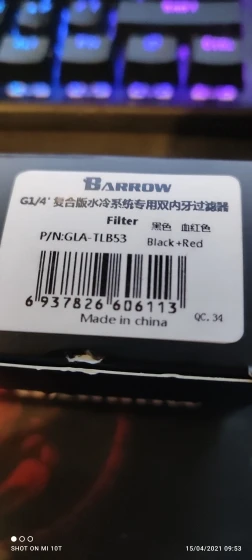 BARROW
G1/4" 复合版水冷系统专用双内牙过滤器
Filter 黑色 血红色
P/N:GLA-TLB53 Black+Red
6 937826 606113
Made in china QC.34
SHOT ON MI 10T 15/04/2021 09:53